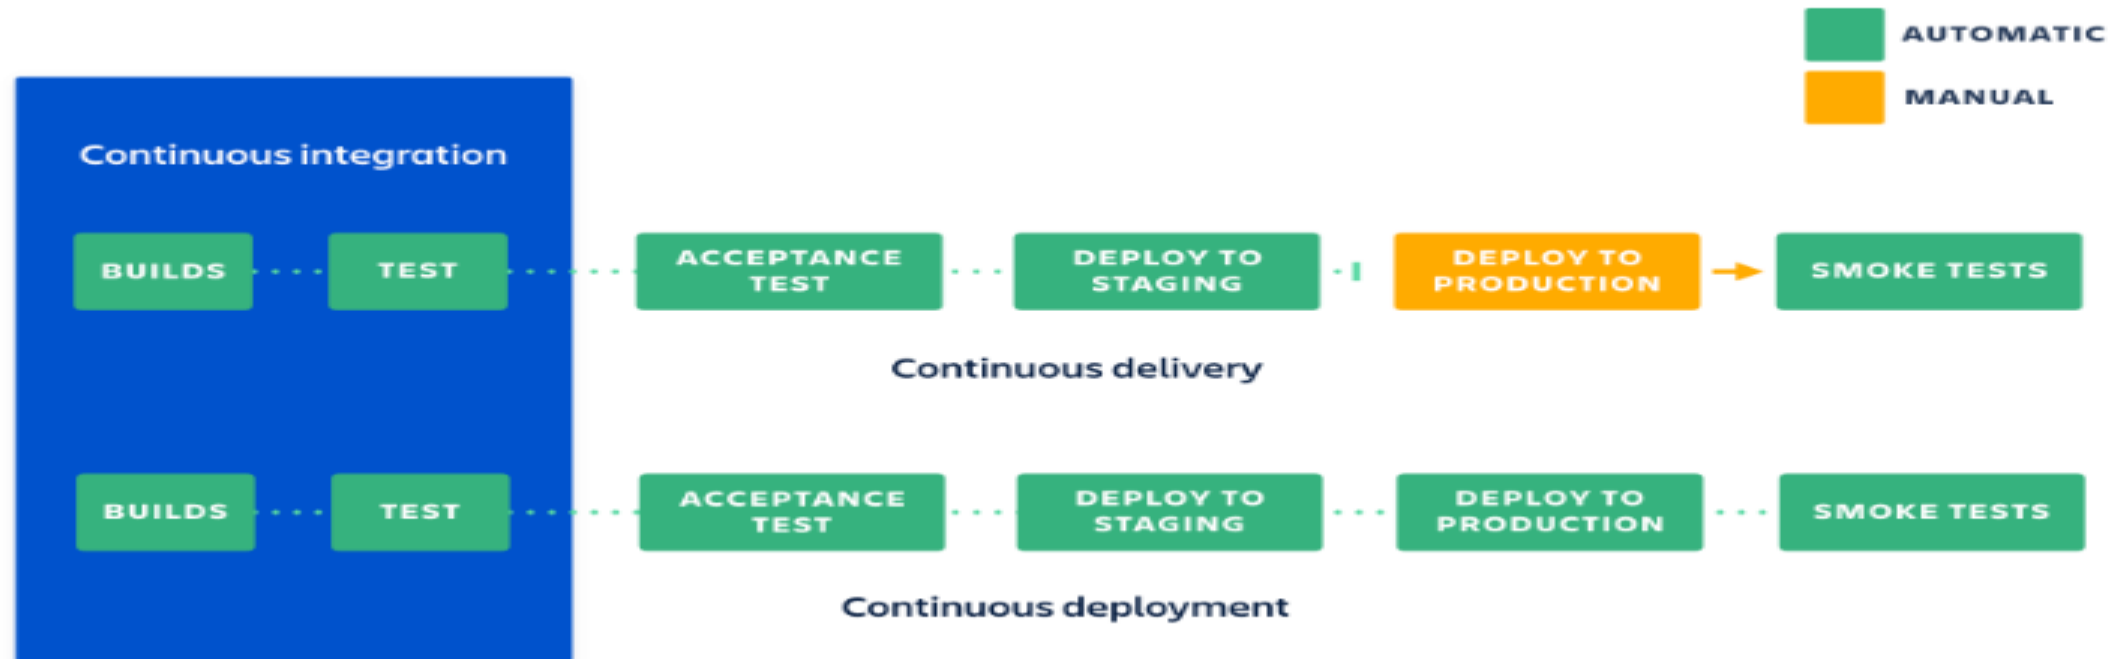 AUTOMATIC
MANUAL
Continuous integration
BUILDS
TEST
ACCEPTANCE
TEST
DEPLOY TO
STAGING
DEPLOY TO
PRODUCTION
SMOKE TESTS
Continuous delivery
BUILDS
TEST
ACCEPTANCE
TEST
DEPLOY TO
STAGING
DEPLOY TO
PRODUCTION
SMOKE TESTS
Continuous deployment